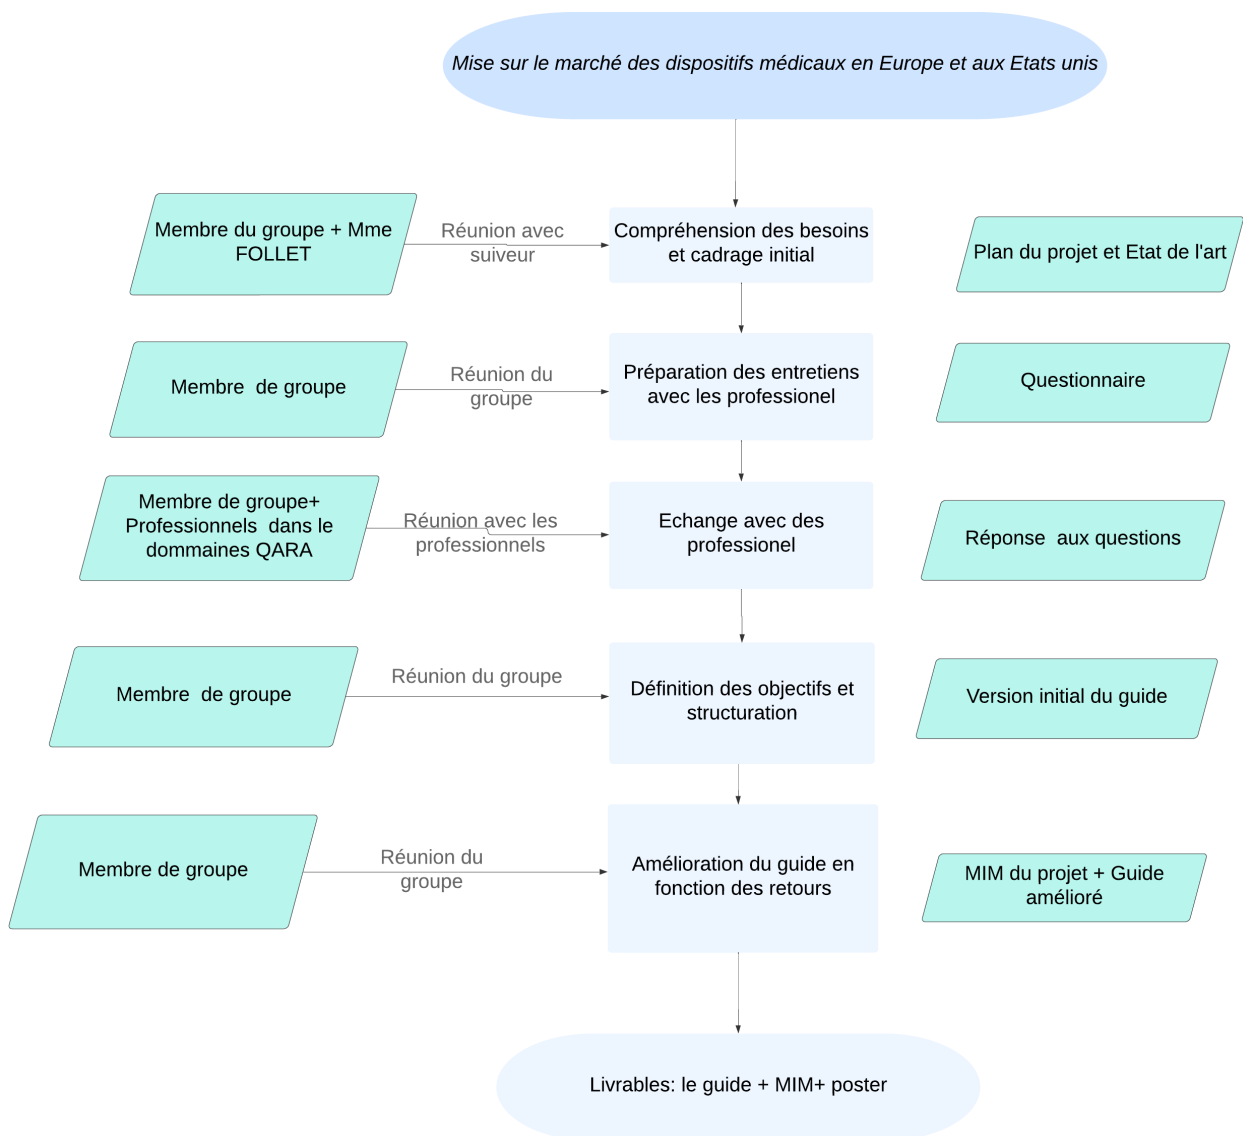 Mise sur le marché des dispositifs médicaux en Europe et aux Etats unis
Membre du groupe + Mme
FOLLET
Réunion avec
suiveur
Compréhension des besoins
et cadrage initial
Plan du projet et Etat de l'art
Membre  de groupe
Réunion du
groupe
Préparation des entretiens
avec les professionel
Questionnaire
Membre de groupe+
Professionnels  dans le
dommaines QARA
Réunion avec les
professionnels
Echange avec des
professionel
Réponse  aux questions
Membre  de groupe
Réunion du groupe
Définition des objectifs et
structuration
Version initial du guide
Membre de groupe
Réunion du
groupe
Amélioration du guide en
fonction des retours
MIM du projet + Guide
amélioré
Livrables: le guide + MIM+ poster